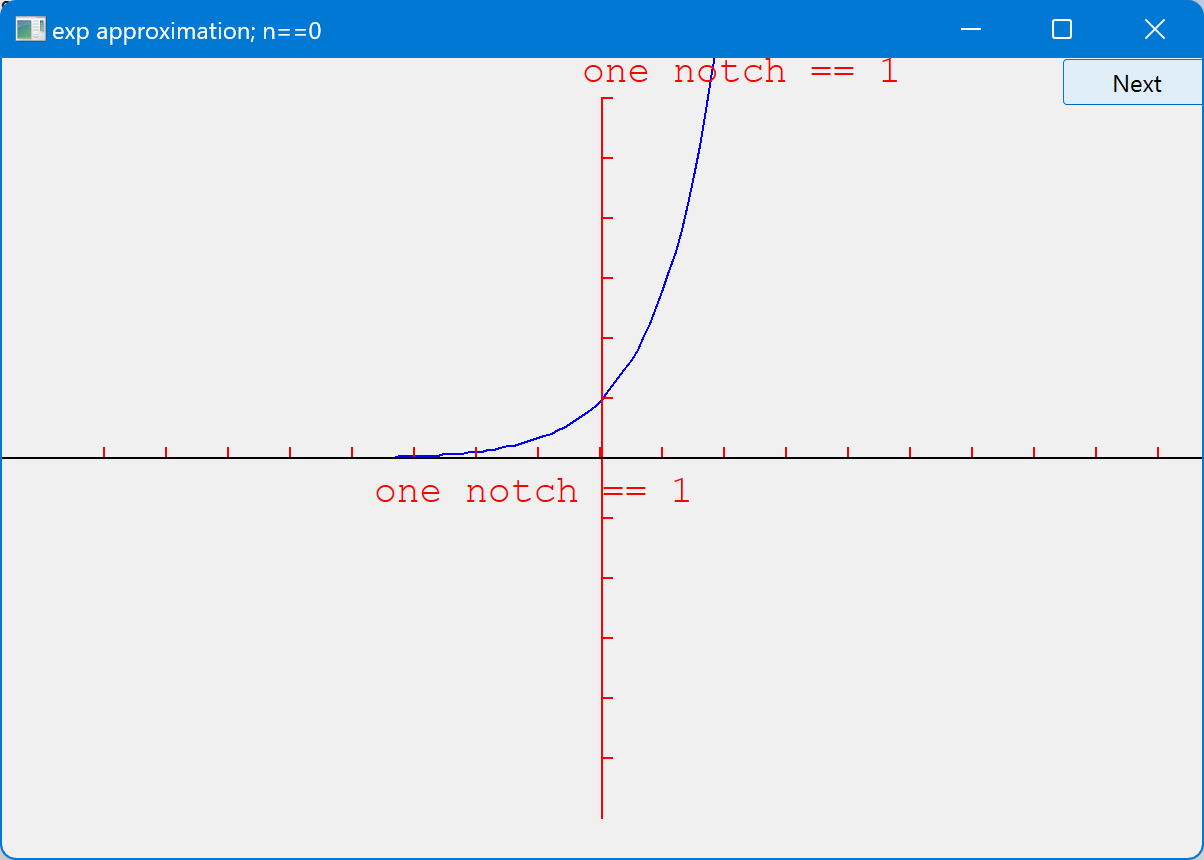 exp approximation; n==0
one notch == 1
Next
one notch == 1